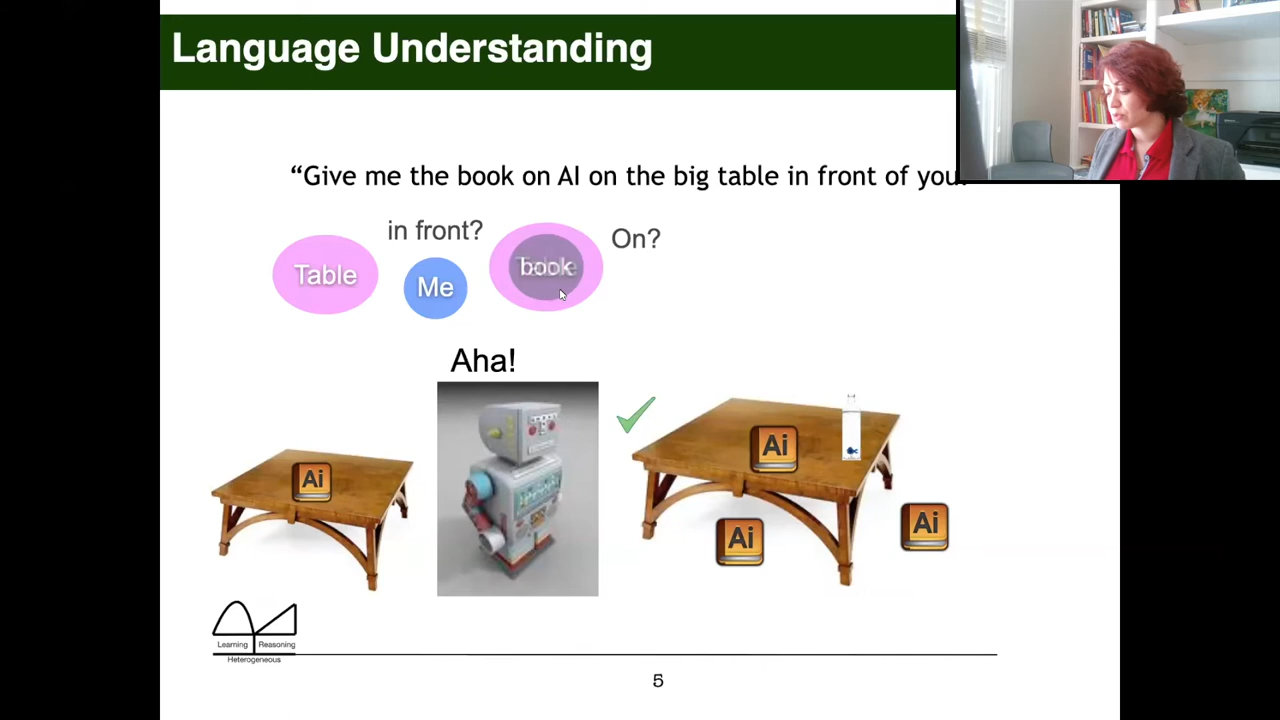 Language Understanding
“Give me the book on AI on the big table in front of you.
in front?
On?
Table
Me
book
Aha!
Ai
Ai
Ai
Ai
Learning
Reasoning
Heterogeneous
5